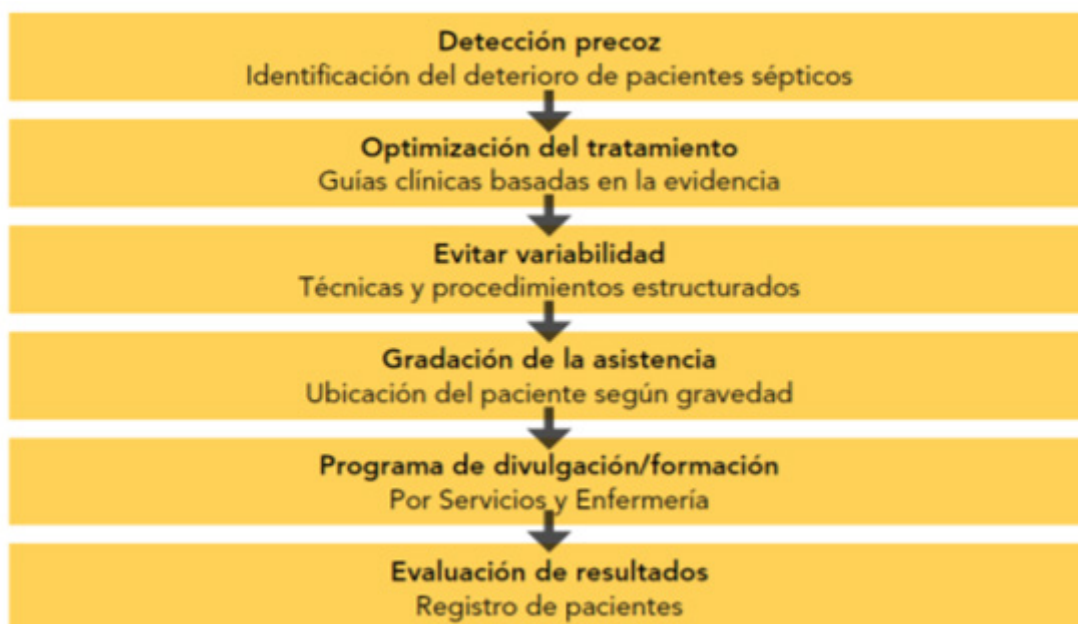 Detección precoz
Identificación del deterioro de pacientes sépticos
Optimización del tratamiento
Guías clínicas basadas en la evidencia
Evitar variabilidad
Técnicas y procedimientos estructurados
Gradación de la asistencia
Ubicación del paciente según gravedad
Programa de divulgación/formación
Por Servicios y Enfermería
Evaluación de resultados
Registro de pacientes